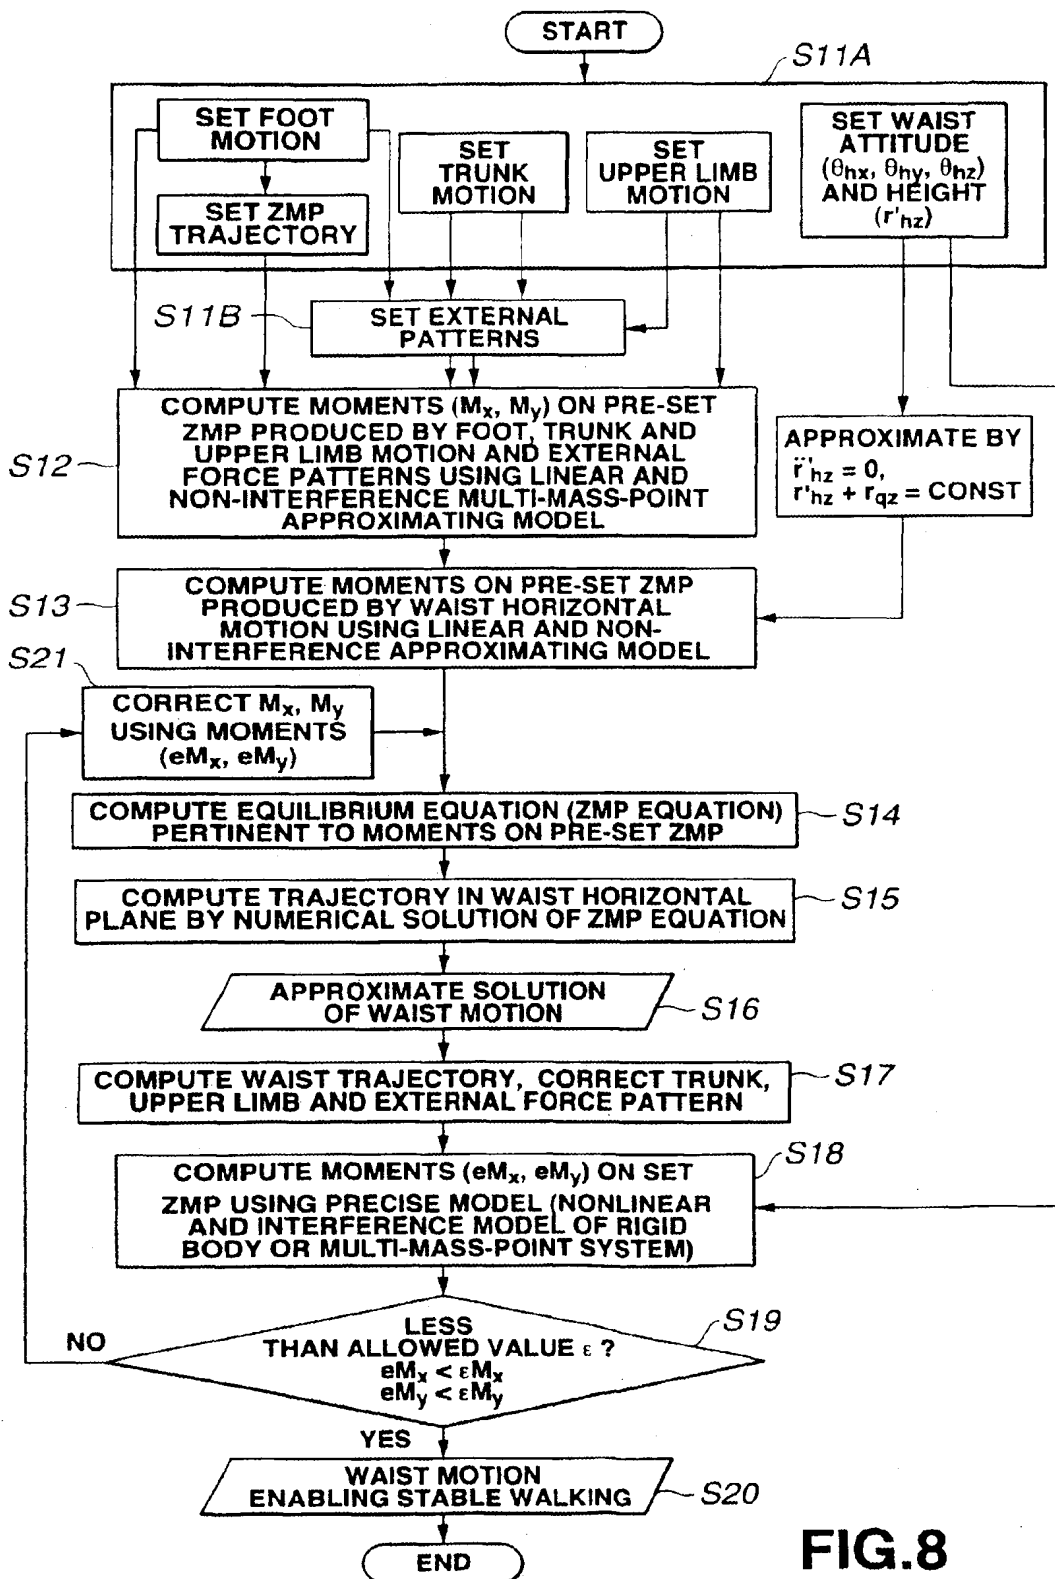 START
S11A
SET FOOT
MOTION
SET ZMP
TRAJECTORY
SET
TRUNK
MOTION
SET
UPPER LIMB
MOTION
SET WAIST
ATTITUDE
(θhx, θhy, θhz)
AND HEIGHT
(r'hz)
S11B
SET EXTERNAL
PATTERNS
S12
COMPUTE MOMENTS (Mx, My) ON PRE-SET
ZMP PRODUCED BY FOOT, TRUNK AND
UPPER LIMB MOTION AND EXTERNAL
FORCE PATTERNS USING LINEAR AND
NON-INTERFERENCE MULTI-MASS-POINT
APPROXIMATING MODEL
APPROXIMATE BY
r̈'hz = 0,
r'hz + rqz = CONST
S13
COMPUTE MOMENTS ON PRE-SET ZMP
PRODUCED BY WAIST HORIZONTAL
MOTION USING LINEAR AND NON-
INTERFERENCE APPROXIMATING MODEL
S21
CORRECT Mx, My
USING MOMENTS
(eMx, eMy)
COMPUTE EQUILIBRIUM EQUATION (ZMP EQUATION)
PERTINENT TO MOMENTS ON PRE-SET ZMP
S14
COMPUTE TRAJECTORY IN WAIST HORIZONTAL
PLANE BY NUMERICAL SOLUTION OF ZMP EQUATION
S15
APPROXIMATE SOLUTION
OF WAIST MOTION
S16
COMPUTE WAIST TRAJECTORY, CORRECT TRUNK,
UPPER LIMB AND EXTERNAL FORCE PATTERN
S17
COMPUTE MOMENTS (eMx, eMy) ON SET
ZMP USING PRECISE MODEL (NONLINEAR
AND INTERFERENCE MODEL OF RIGID
BODY OR MULTI-MASS-POINT SYSTEM)
S18
LESS
THAN ALLOWED VALUE ε ?
eMx < εMx
eMy < εMy
S19
NO
YES
WAIST MOTION
ENABLING STABLE WALKING
S20
END
FIG.8